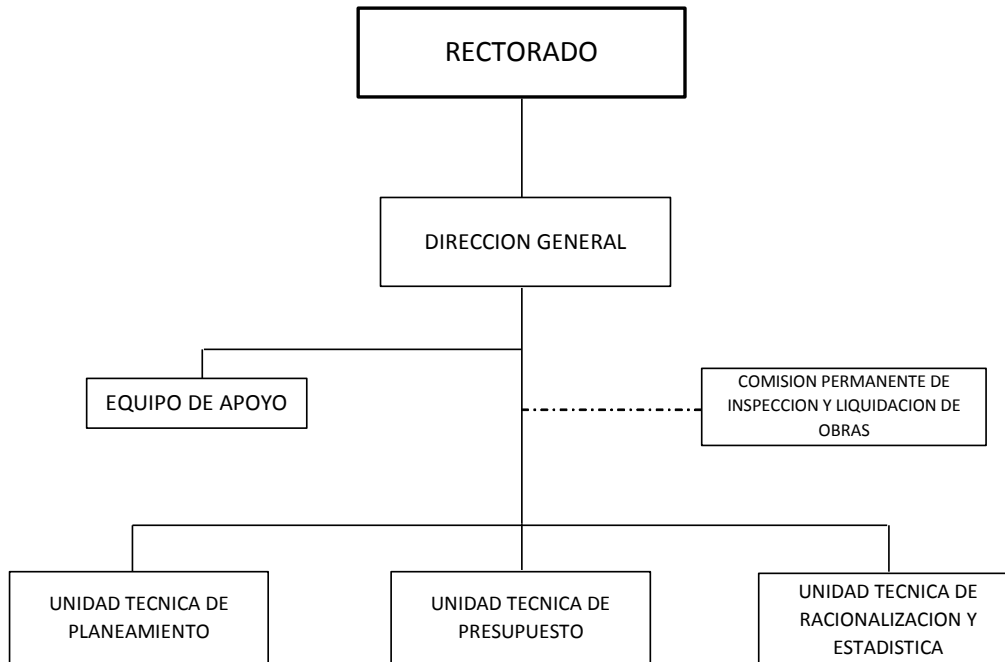 RECTORADO
DIRECCION GENERAL
EQUIPO DE APOYO
COMISION PERMANENTE DE
INSPECCION Y LIQUIDACION DE
OBRAS
UNIDAD TECNICA DE
PLANEAMIENTO
UNIDAD TECNICA DE
PRESUPUESTO
UNIDAD TECNICA DE
RACIONALIZACION Y
ESTADISTICA